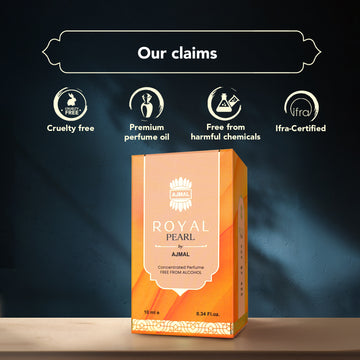 Our claims
CRUELTY
FREE
ifra
Cruelty free
Premium
perfume oil
Free from
harmful chemicals
Ifra-Certified
AJMAL
ROYAL
PEARL
by
AJMAL
Concentrated Perfume
FREE FROM ALCOHOL
10 ml e 0.34 Fl.oz.